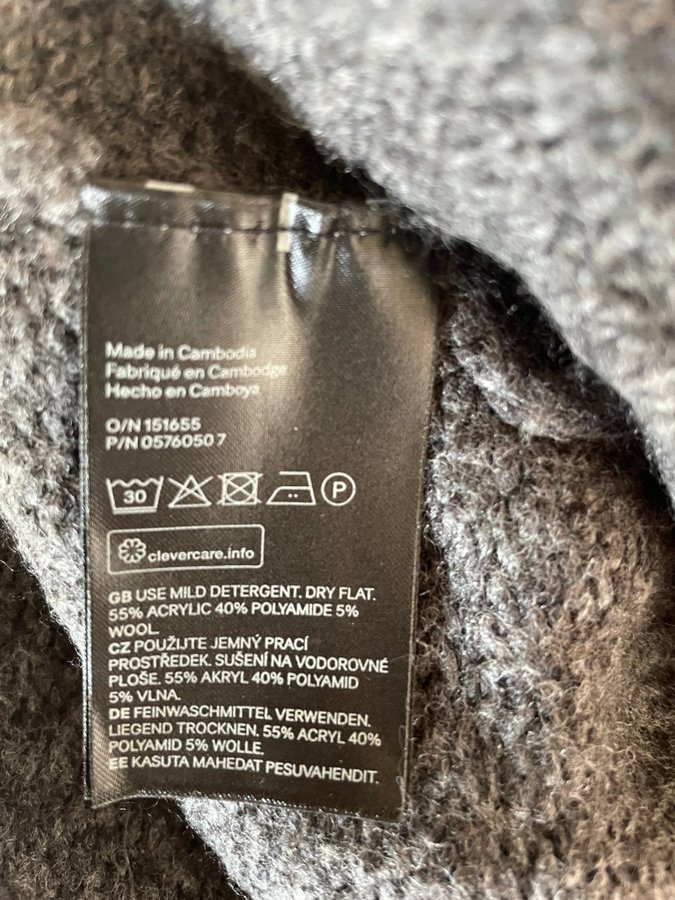 Made in Cambodia
Fabriqué en Cambodge
Hecho en Camboya
O/N 151655
P/N 0576050 7
30 P
clevercare.info
GB USE MILD DETERGENT. DRY FLAT.
55% ACRYLIC 40% POLYAMIDE 5%
WOOL.
CZ POUŽIJTE JEMNÝ PRACÍ
PROSTŘEDEK. SUŠENÍ NA VODOROVNÉ
PLOŠE. 55% AKRYL 40% POLYAMID
5% VLNA.
DE FEINWASCHMITTEL VERWENDEN.
LIEGEND TROCKNEN. 55% ACRYL 40%
POLYAMID 5% WOLLE.
EE KASUTA MAHEDAT PESUVAHENDIT.